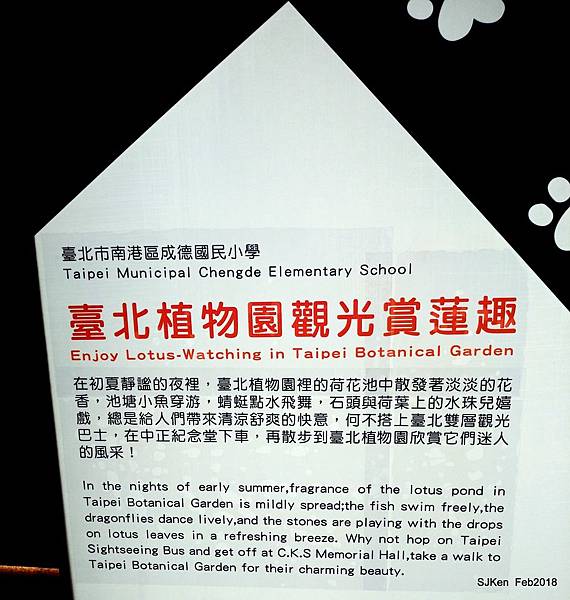 臺北市南港區成德國民小學
Taipei Municipal Chengde Elementary School
臺北植物園觀光賞蓮趣
Enjoy Lotus-Watching in Taipei Botanical Garden
在初夏靜謐的夜裡，臺北植物園裡的荷花池中散發著淡淡的花
香，池塘小魚穿游，蜻蜓點水飛舞，石頭與荷葉上的水珠兒嬉
戲，總是給人們帶來清涼舒爽的快意，何不搭上臺北雙層觀光
巴士，在中正紀念堂下車，再散步到臺北植物園欣賞它們迷人
的風采！
In the nights of early summer,fragrance of the lotus pond in
Taipei Botanical Garden is mildly spread;the fish swim freely,the
dragonflies dance lively,and the stones are playing with the drops
on lotus leaves in a refreshing breeze. Why not hop on Taipei
Sightseeing Bus and get off at C.K.S Memorial Hall,take a walk to
Taipei Botanical Garden for their charming beauty.
SJKen Feb2018